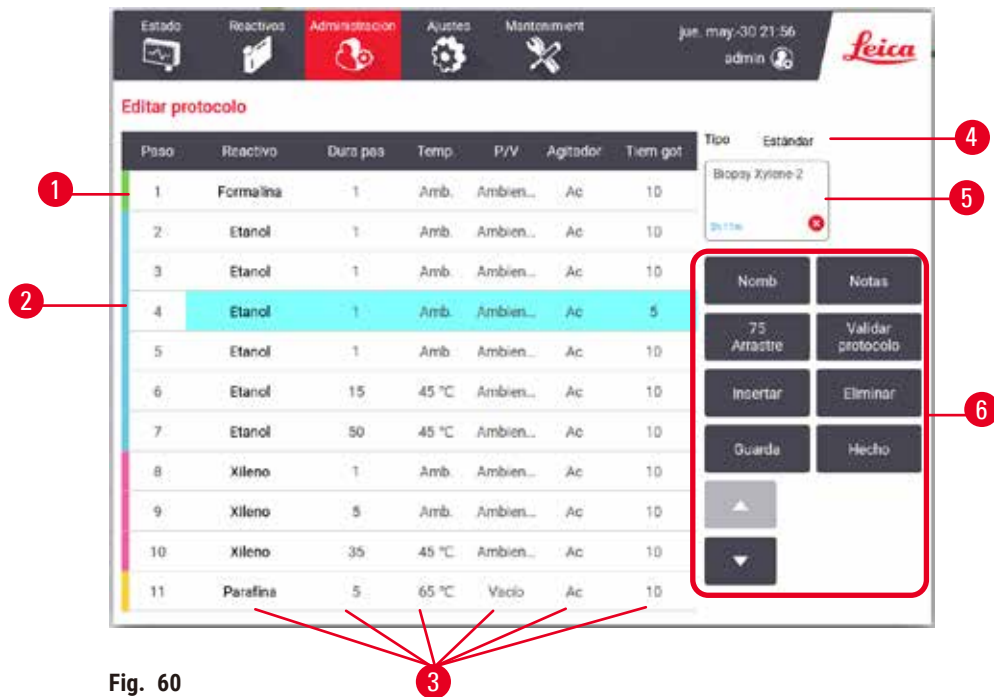 Estado Reactivos Administracion Ajustes Mantenimient jue. may.-30 21:56
admin Leica
Editar protocolo
Paso Reactivo Dura pas Temp. P/V Agitador Tiem got
1 Formalina 1 Amb. Ambien... Ac 10
2 Etanol 1 Amb. Ambien... Ac 10
3 Etanol 1 Amb. Ambien... Ac 10
4 Etanol 1 Amb. Ambien... Ac 5
5 Etanol 1 Amb Ambien... Ac 10
6 Etanol 15 45 °C Ambien... Ac 10
7 Etanol 50 45 °C Ambien... Ac 10
8 Xileno 1 Amb. Ambien... Ac 10
9 Xileno 5 Amb. Ambien... Ac 10
10 Xileno 35 45 °C Ambien... Ac 10
11 Parafina 5 65 °C Vacío Ac 10
Tipo Estándar
Biopsy Xylene-2
Nomb Notas
75
Arrastre
Validar
protocolo
Insertar Eliminar
Guarda Hecho
1
2
3
4
5
6
Fig. 60